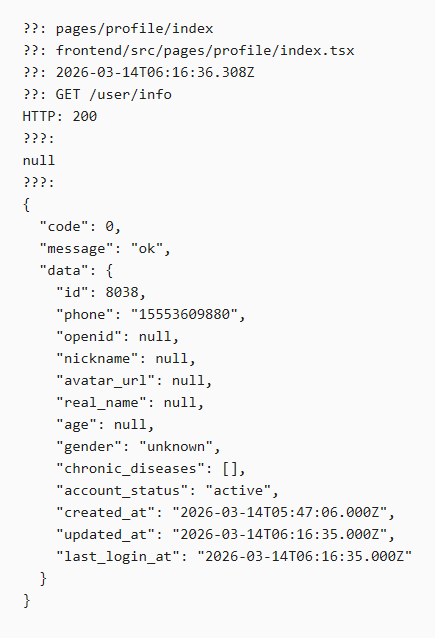 ??: pages/profile/index
??: frontend/src/pages/profile/index.tsx
??: 2026-03-14T06:16:36.308Z
??: GET /user/info
HTTP: 200
???:
null
???:
{
  "code": 0,
  "message": "ok",
  "data": {
    "id": 8038,
    "phone": "15553609880",
    "openid": null,
    "nickname": null,
    "avatar_url": null,
    "real_name": null,
    "age": null,
    "gender": "unknown",
    "chronic_diseases": [],
    "account_status": "active",
    "created_at": "2026-03-14T05:47:06.000Z",
    "updated_at": "2026-03-14T06:16:35.000Z",
    "last_login_at": "2026-03-14T06:16:35.000Z"
  }
}